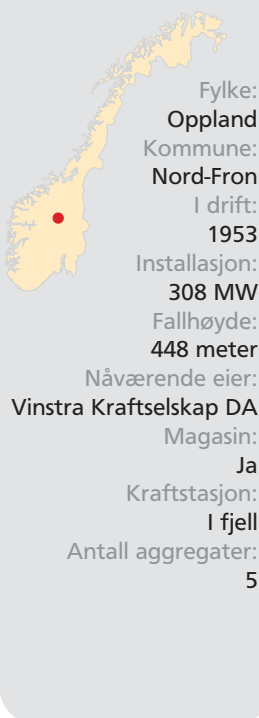 Fylke:
Oppland
Kommune:
Nord-Fron
I drift:
1953
Installasjon:
308 MW
Fallhøyde:
448 meter
Nåværende eier:
Vinstra Kraftselskap DA
Magasin:
Ja
Kraftstasjon:
I fjell
Antall aggregater:
5